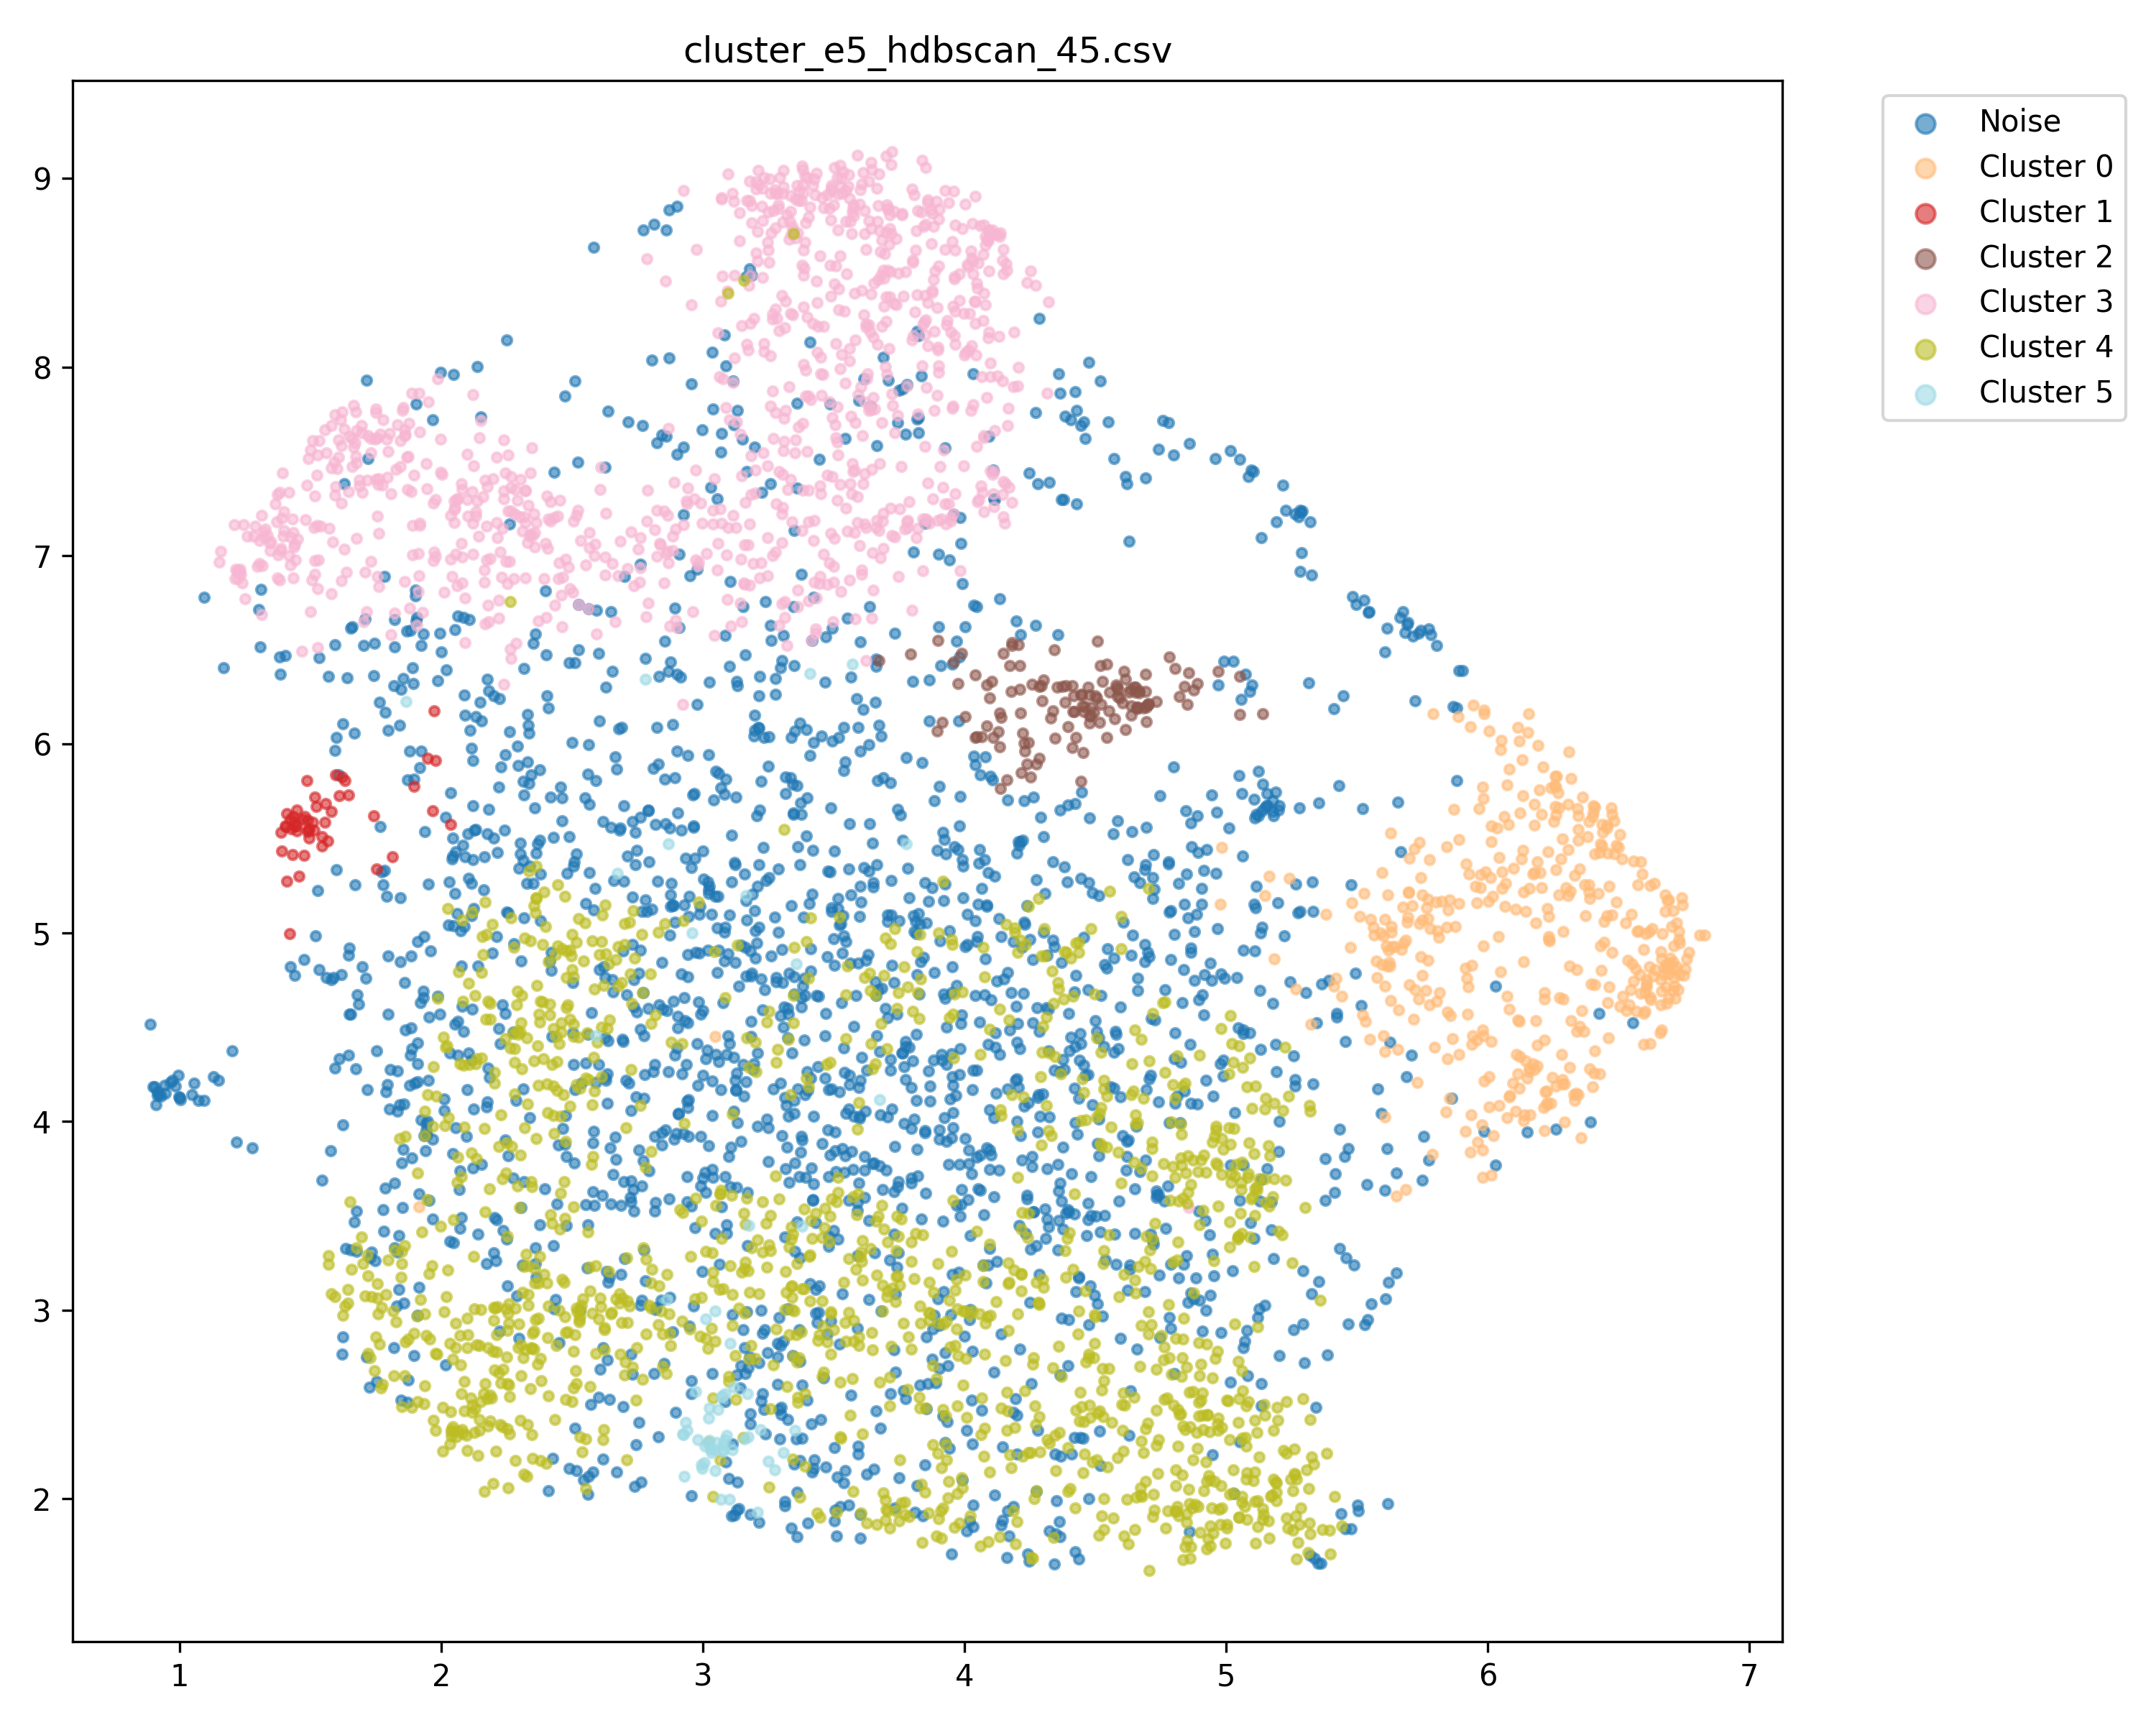 cluster_e5_hdbscan_45.csv
Noise
Cluster 0
Cluster 1
Cluster 2
Cluster 3
Cluster 4
Cluster 5
9
8
7
6
5
4
3
2
1 2 3 4 5 6 7